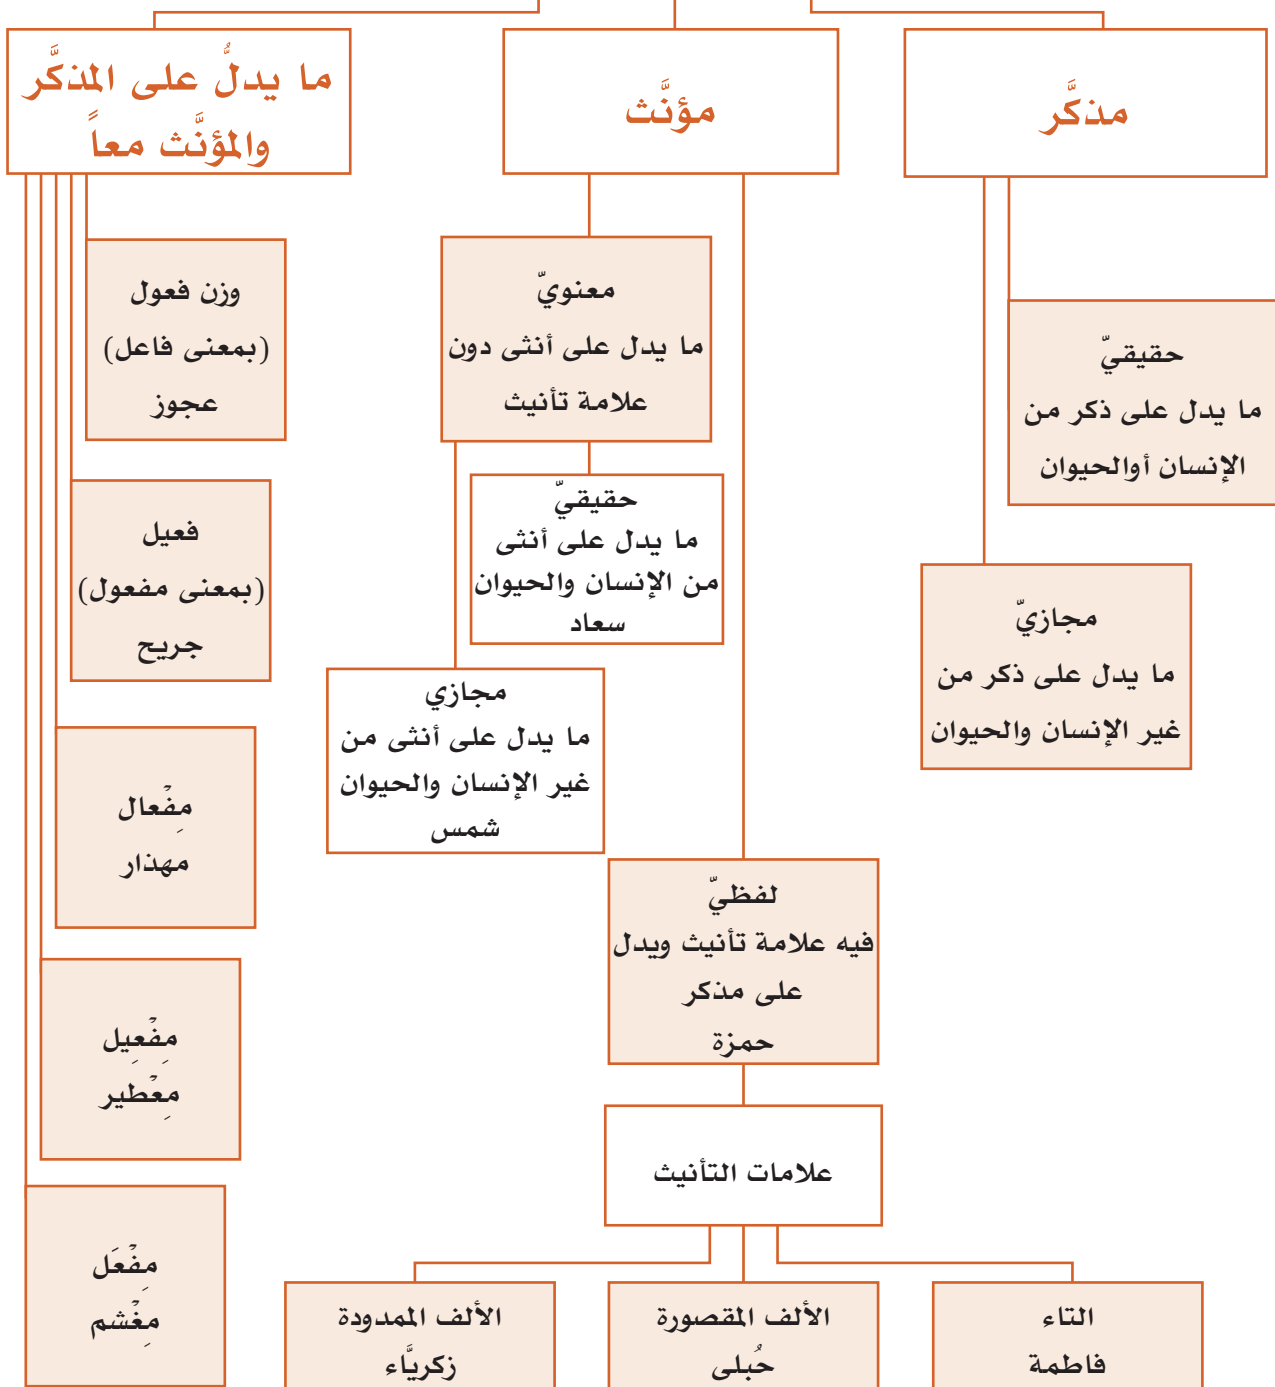 مذكَّر
مؤنَّث
ما يدلُّ على المذكَّر
والمؤنَّث معاً
حقيقيّ
ما يدل على ذكر من
الإنسان أوالحيوان
مجازيّ
ما يدل على ذكر من
غير الإنسان والحيوان
معنويّ
ما يدل على أنثى دون
علامة تأنيث
حقيقيّ
ما يدل على أنثى
من الإنسان والحيوان
سعاد
مجازي
ما يدل على أنثى من
غير الإنسان والحيوان
شمس
لفظيّ
فيه علامة تأنيث ويدل
على مذكر
حمزة
علامات التأنيث
التاء
فاطمة
الألف المقصورة
حُبلى
الألف الممدودة
زكريَّاء
وزن فعول
(بمعنى فاعل)
عجوز
فعيل
(بمعنى مفعول)
جريح
مِفْعال
مهذار
مِفْعِيل
مِعْطير
مِفْعَل
مِغْشم